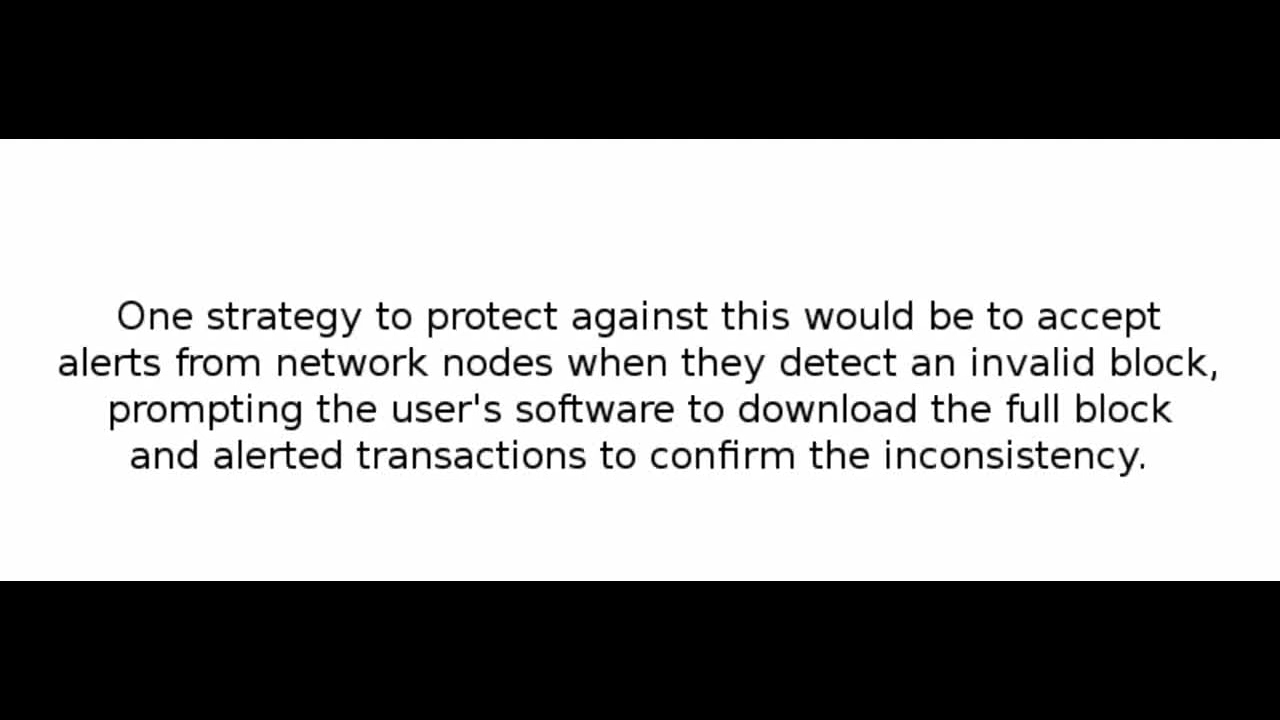 One strategy to protect against this would be to accept
alerts from network nodes when they detect an invalid block,
prompting the user's software to download the full block
and alerted transactions to confirm the inconsistency.